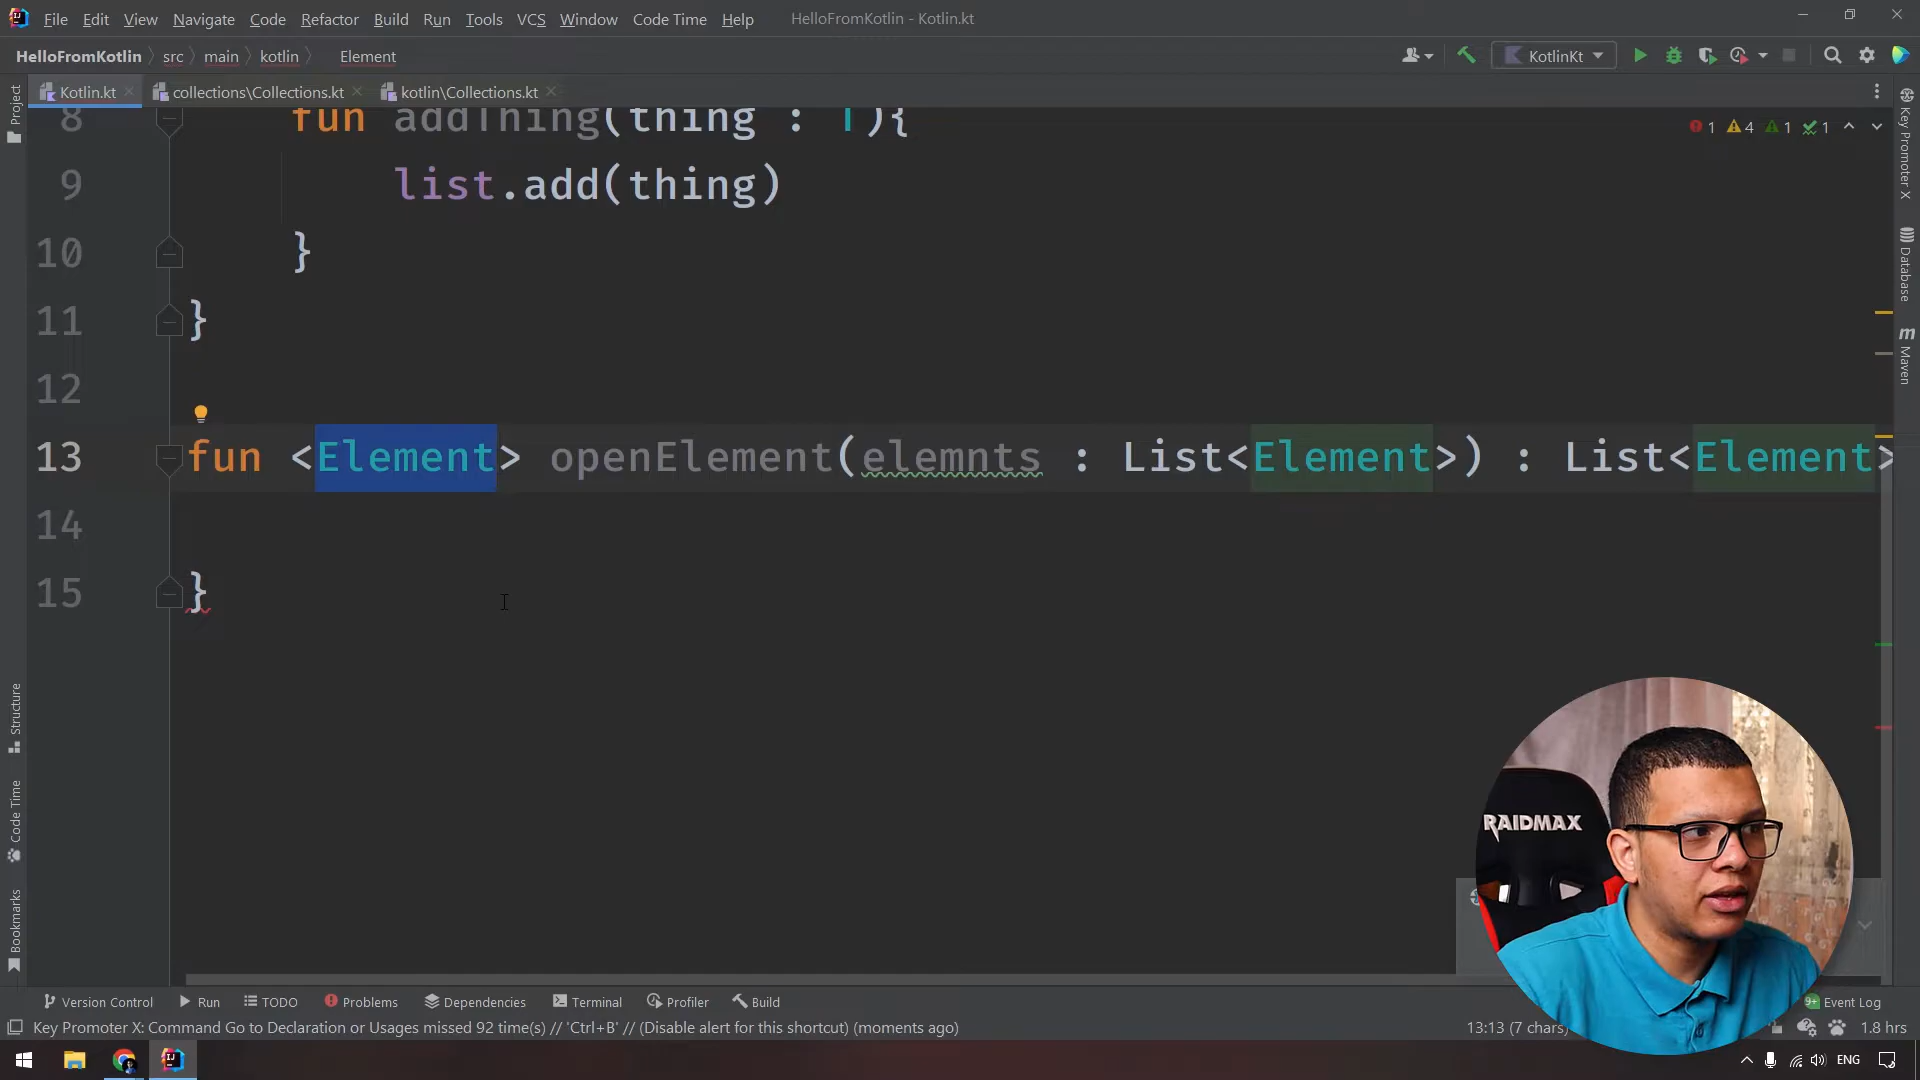 File Edit View Navigate Code Refactor Build Run Tools VCS Window Code Time Help HelloFromKotlin - Kotlin.kt
HelloFromKotlin src main kotlin Element KotlinKt
Kotlin.kt collections\Collections.kt kotlin\Collections.kt
Project
Structure
Code Time
Bookmarks
8 fun addThing(thing : T){
1 4 1 1
9 list.add(thing)
10 }
11 }
12
13 fun <Element> openElement(elemnts : List<Element>) : List<Element>
14
15 }
Key Promoter X
Database
Maven
RAIDMAX
Version Control Run TODO Problems Dependencies Terminal Profiler Build 9+ Event Log
Key Promoter X: Command Go to Declaration or Usages missed 92 time(s) // 'Ctrl+B' // (Disable alert for this shortcut) (moments ago) 13:13 (7 chars) 1.8 hrs
ENG